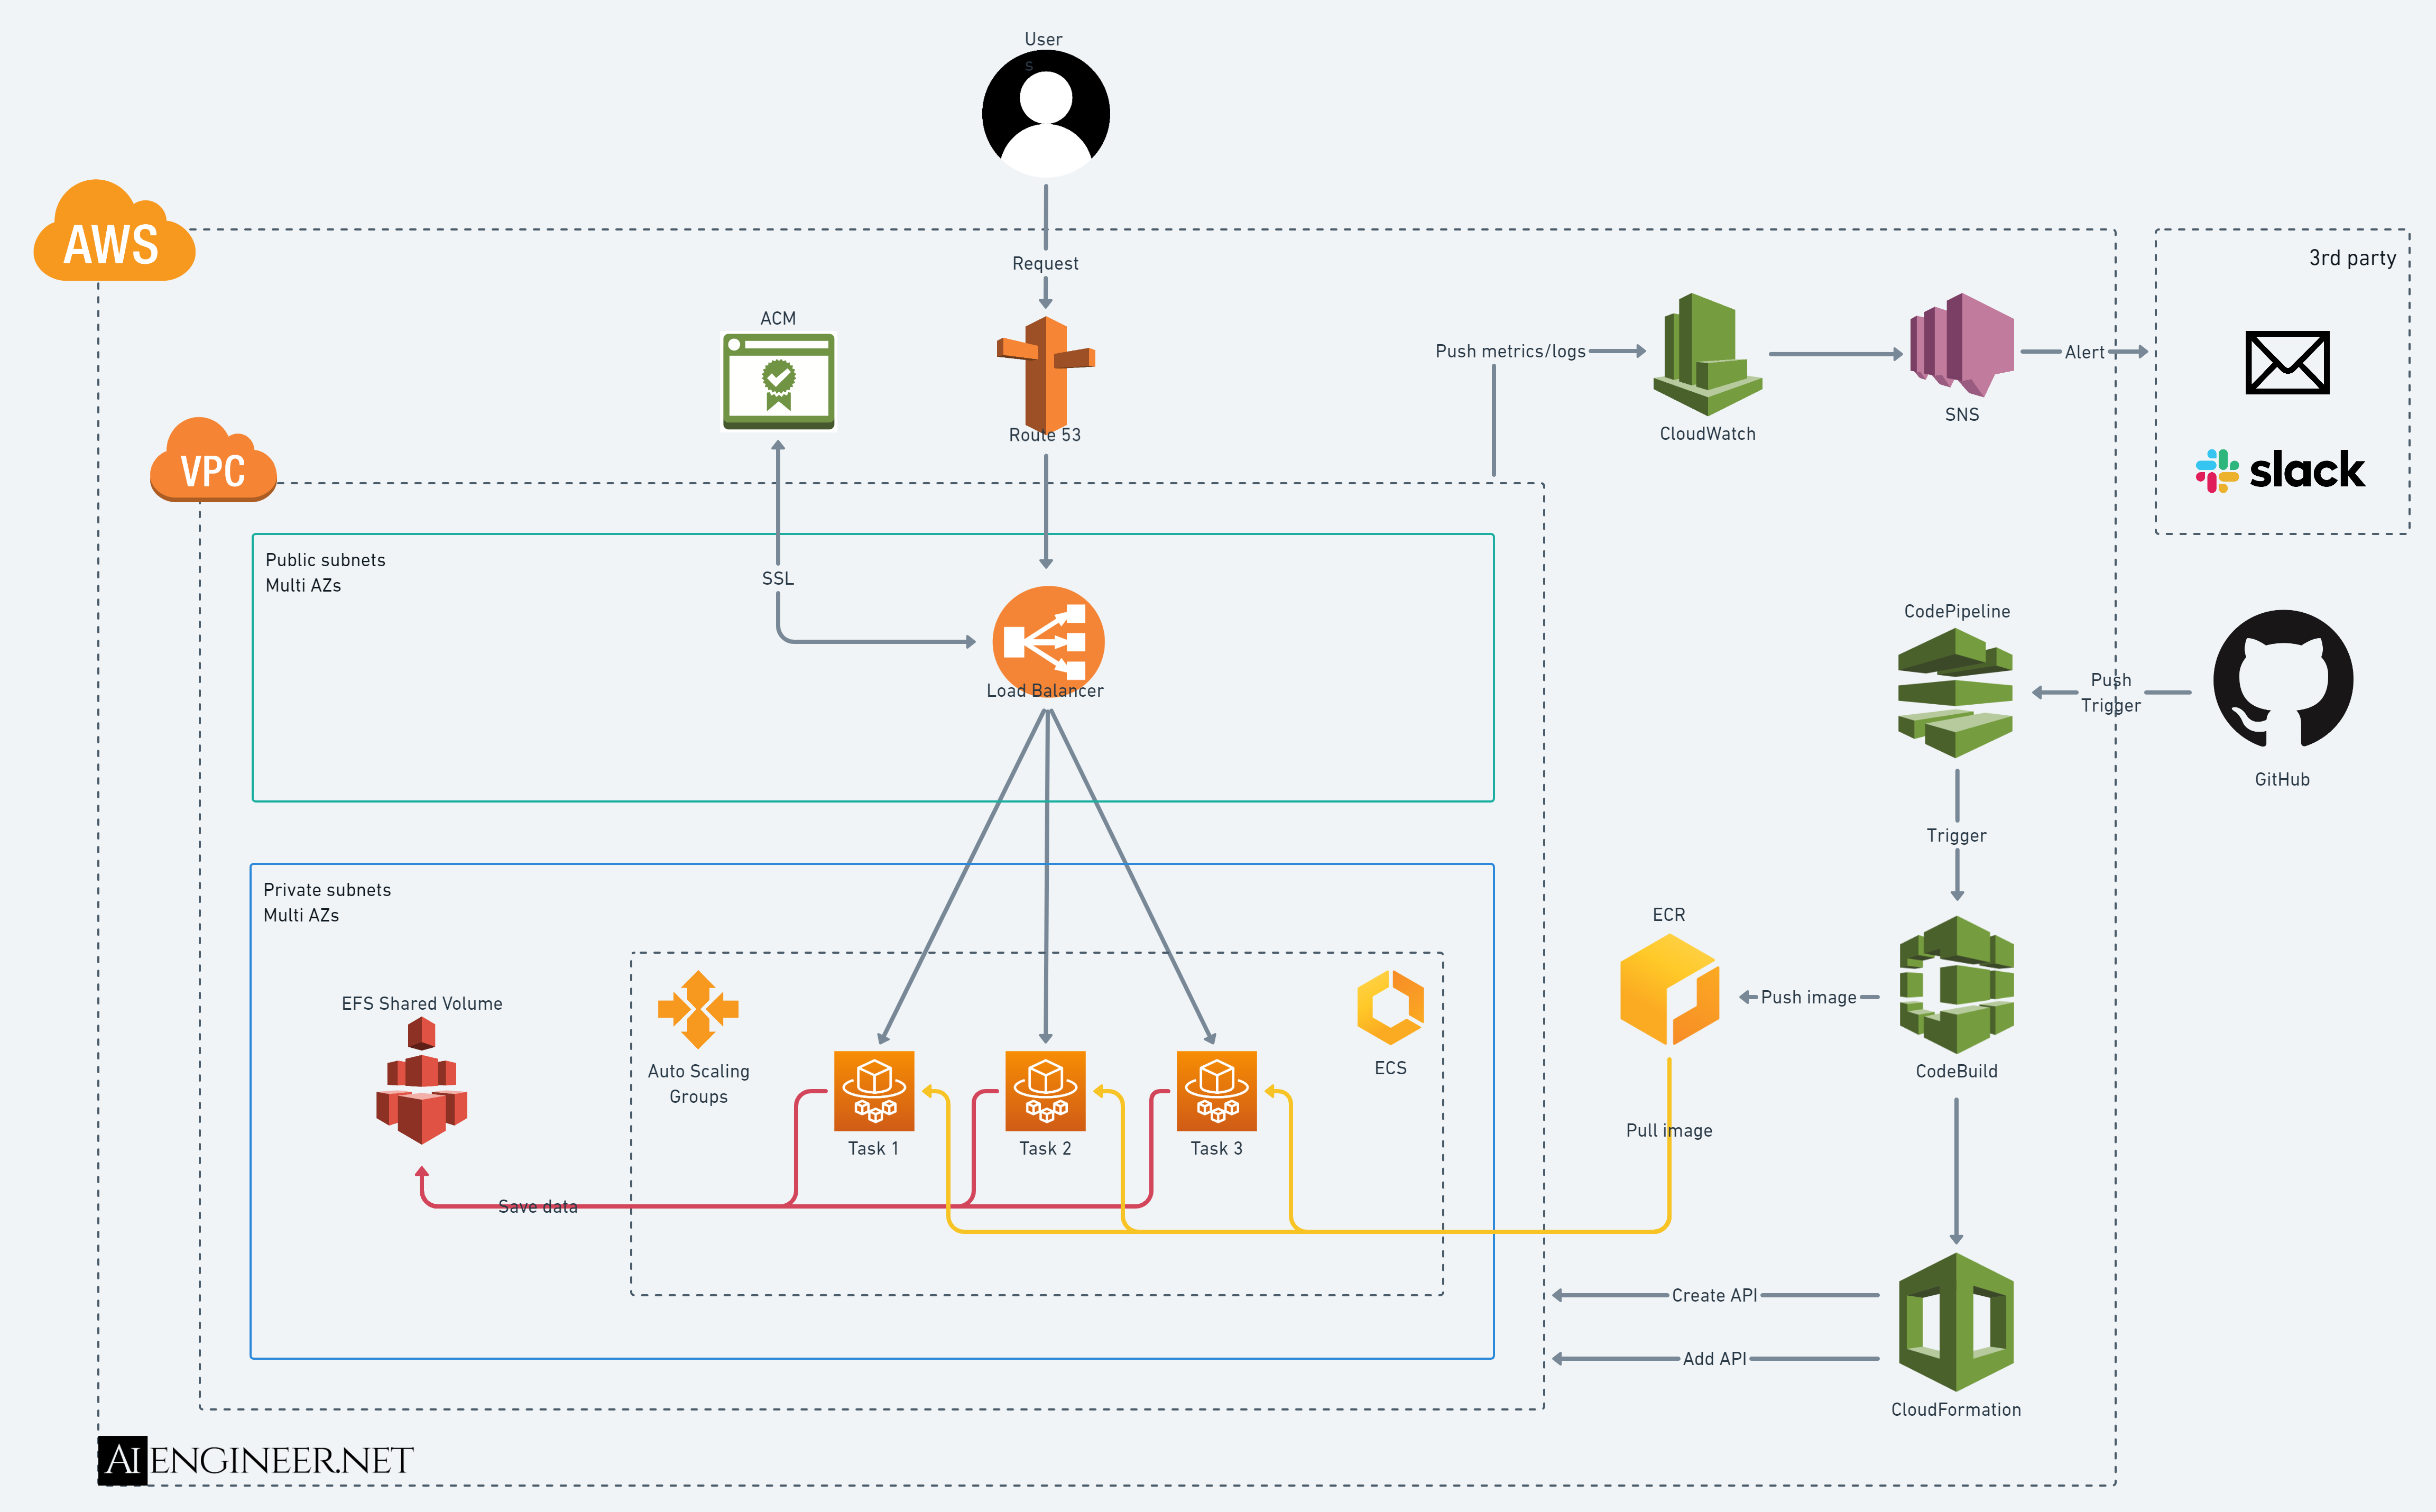 User
s
AWS
Request
3rd party
ACM
Push metrics/logs
Alert
SNS
Route 53
CloudWatch
VPC
slack
Public subnets
Multi AZs
SSL
CodePipeline
Load Balancer
Push
Trigger
GitHub
Trigger
Private subnets
Multi AZs
ECR
EFS Shared Volume
Push image
Auto Scaling
Groups
ECS
CodeBuild
Task 1
Task 2
Task 3
Pull image
Save data
Create API
Add API
CloudFormation
AI ENGINEER.NET